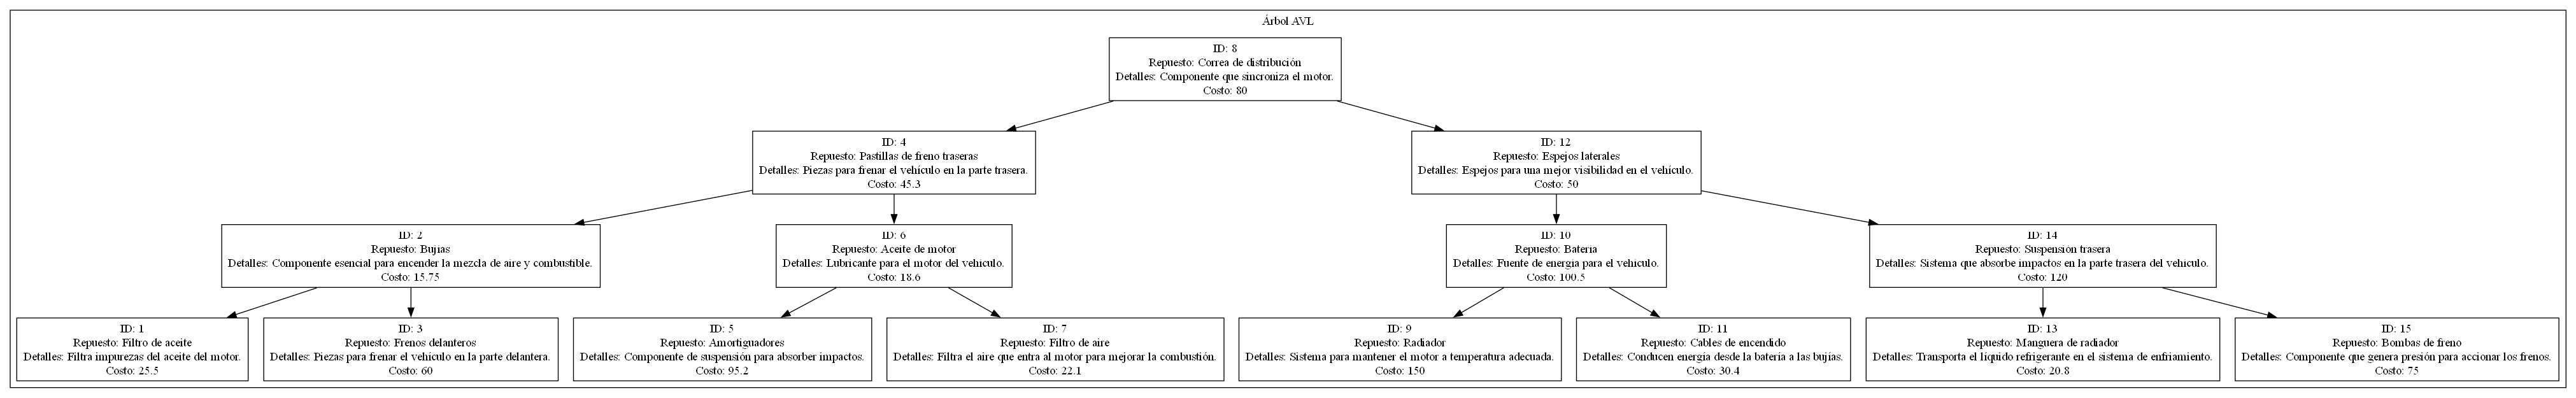 Árbol AVL
ID: 8
Repuesto: Correa de distribución
Detalles: Componente que sincroniza el motor.
Costo: 80
ID: 4
Repuesto: Pastillas de freno traseras
Detalles: Piezas para frenar el vehículo en la parte trasera.
Costo: 45.3
ID: 12
Repuesto: Espejos laterales
Detalles: Espejos para una mejor visibilidad en el vehículo.
Costo: 50
ID: 2
Repuesto: Bujías
Detalles: Componente esencial para encender la mezcla de aire y combustible.
Costo: 15.75
ID: 6
Repuesto: Aceite de motor
Detalles: Lubricante para el motor del vehículo.
Costo: 18.6
ID: 10
Repuesto: Batería
Detalles: Fuente de energía para el vehículo.
Costo: 100.5
ID: 14
Repuesto: Suspensión trasera
Detalles: Sistema que absorbe impactos en la parte trasera del vehículo.
Costo: 120
ID: 1
Repuesto: Filtro de aceite
Detalles: Filtra impurezas del aceite del motor.
Costo: 25.5
ID: 3
Repuesto: Frenos delanteros
Detalles: Piezas para frenar el vehículo en la parte delantera.
Costo: 60
ID: 5
Repuesto: Amortiguadores
Detalles: Componente de suspensión para absorber impactos.
Costo: 95.2
ID: 7
Repuesto: Filtro de aire
Detalles: Filtra el aire que entra al motor para mejorar la combustión.
Costo: 22.1
ID: 9
Repuesto: Radiador
Detalles: Sistema para mantener el motor a temperatura adecuada.
Costo: 150
ID: 11
Repuesto: Cables de encendido
Detalles: Conducen energía desde la batería a las bujías.
Costo: 30.4
ID: 13
Repuesto: Manguera de radiador
Detalles: Transporta el líquido refrigerante en el sistema de enfriamiento.
Costo: 20.8
ID: 15
Repuesto: Bombas de freno
Detalles: Componente que genera presión para accionar los frenos.
Costo: 75